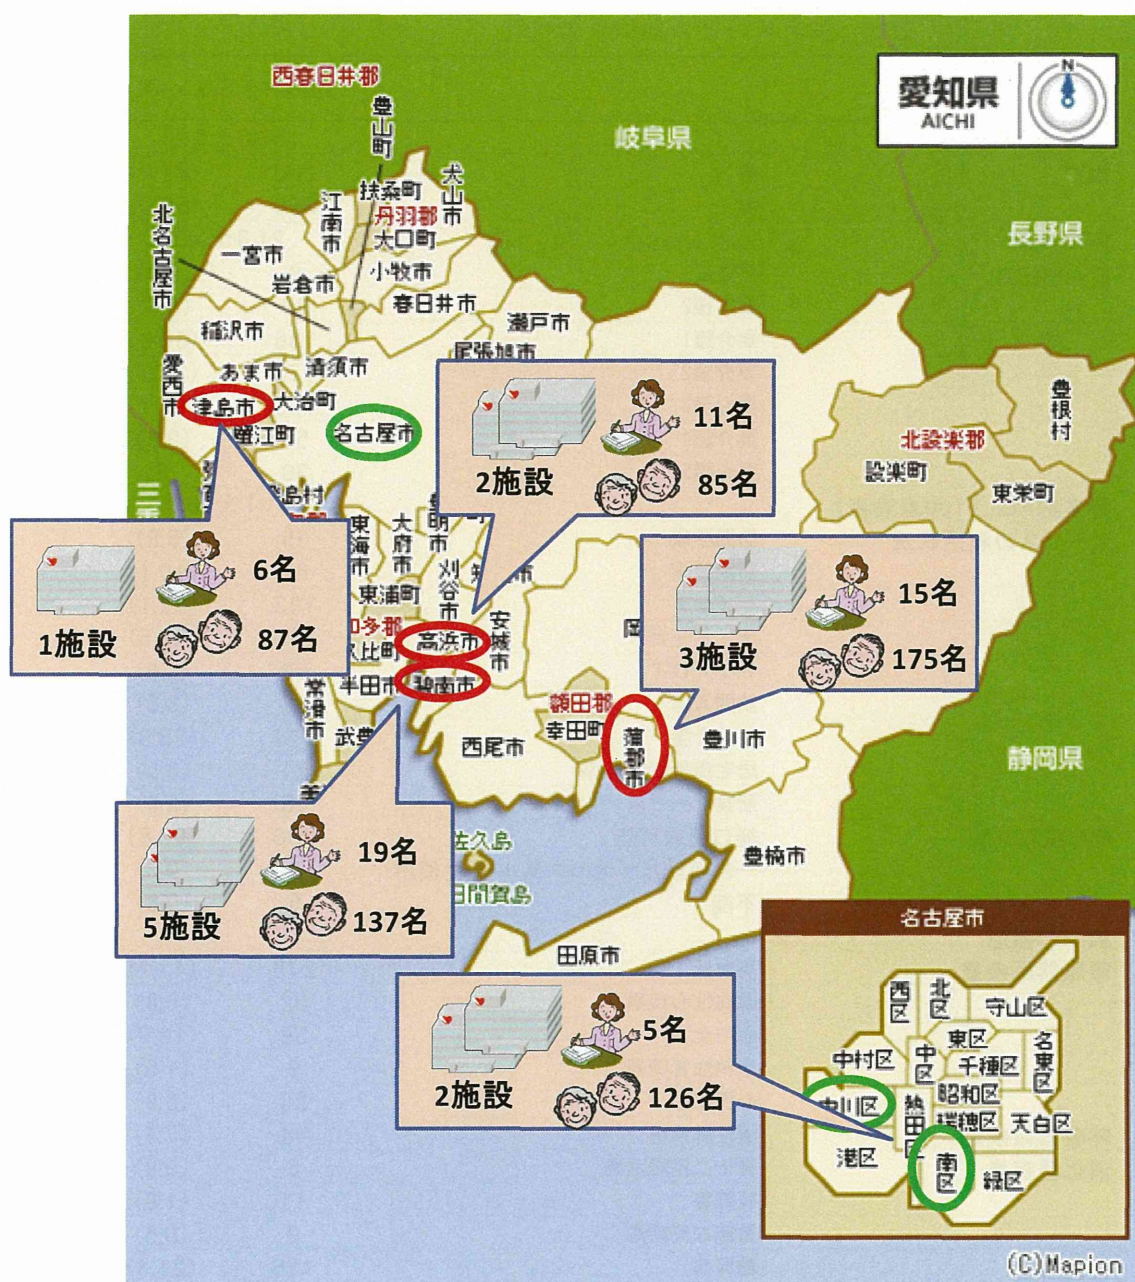 愛知県
AICHI
N
西春日井郡
豊山町
岐阜県
長野県
犬山市
扶桑町
江南市
丹羽郡
大口町
北名古屋市
一宮市
岩倉市
小牧市
春日井市
瀬戸市
稲沢市
尾張旭市
愛西市
あま市
清須市
津島市
大治町
蟹江町
名古屋市
豊根村
北設楽郡
設楽町
東栄町
2施設
11名
85名
1施設
6名
87名
東海市
大府市
刈谷市
東浦町
安城市
高浜市
半田市
碧南市
常滑市
3施設
15名
175名
額田郡
幸田町
西尾市
蒲郡市
豊川市
静岡県
5施設
19名
137名
佐久島
日間賀島
豊橋市
田原市
2施設
5名
126名
名古屋市
西区
北区
守山区
東区
名東区
中村区
中区
千種区
昭和区
中川区
熱田区
瑞穂区
天白区
港区
南区
緑区
(C)Mapion